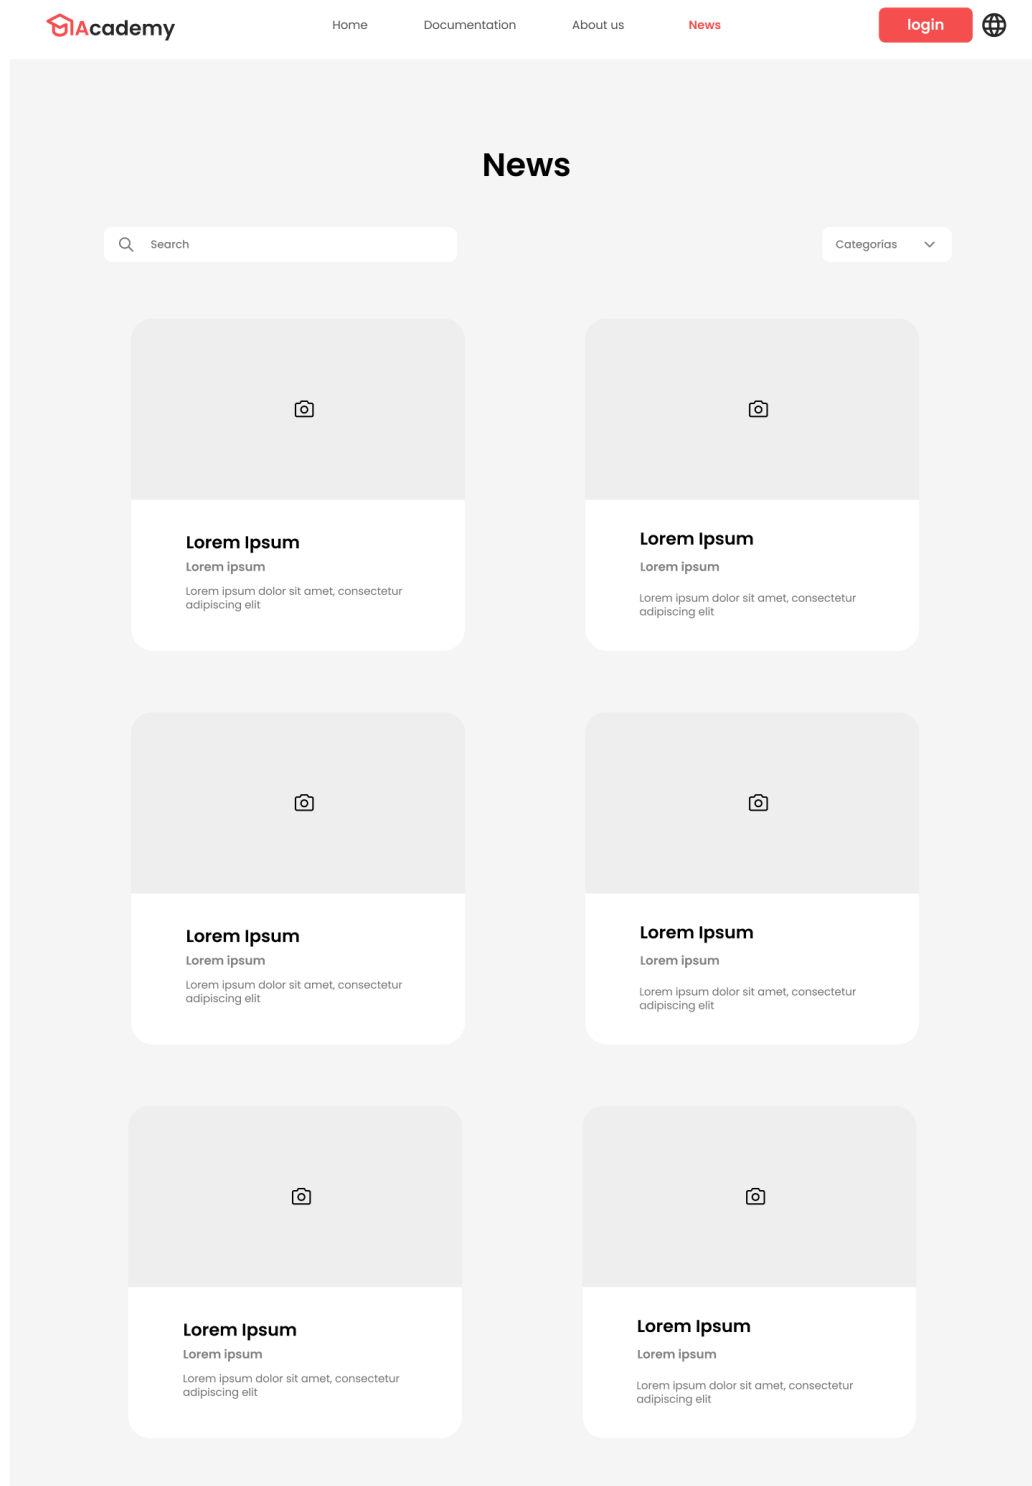 IAcademy
Home
Documentation
About us
News
login
News
Search
Categorías
Lorem Ipsum
Lorem ipsum
Lorem ipsum dolor sit amet, consectetur
adipiscing elit
Lorem Ipsum
Lorem ipsum
Lorem ipsum dolor sit amet, consectetur
adipiscing elit
Lorem Ipsum
Lorem ipsum
Lorem ipsum dolor sit amet, consectetur
adipiscing elit
Lorem Ipsum
Lorem ipsum
Lorem ipsum dolor sit amet, consectetur
adipiscing elit
Lorem Ipsum
Lorem ipsum
Lorem ipsum dolor sit amet, consectetur
adipiscing elit
Lorem Ipsum
Lorem ipsum
Lorem ipsum dolor sit amet, consectetur
adipiscing elit